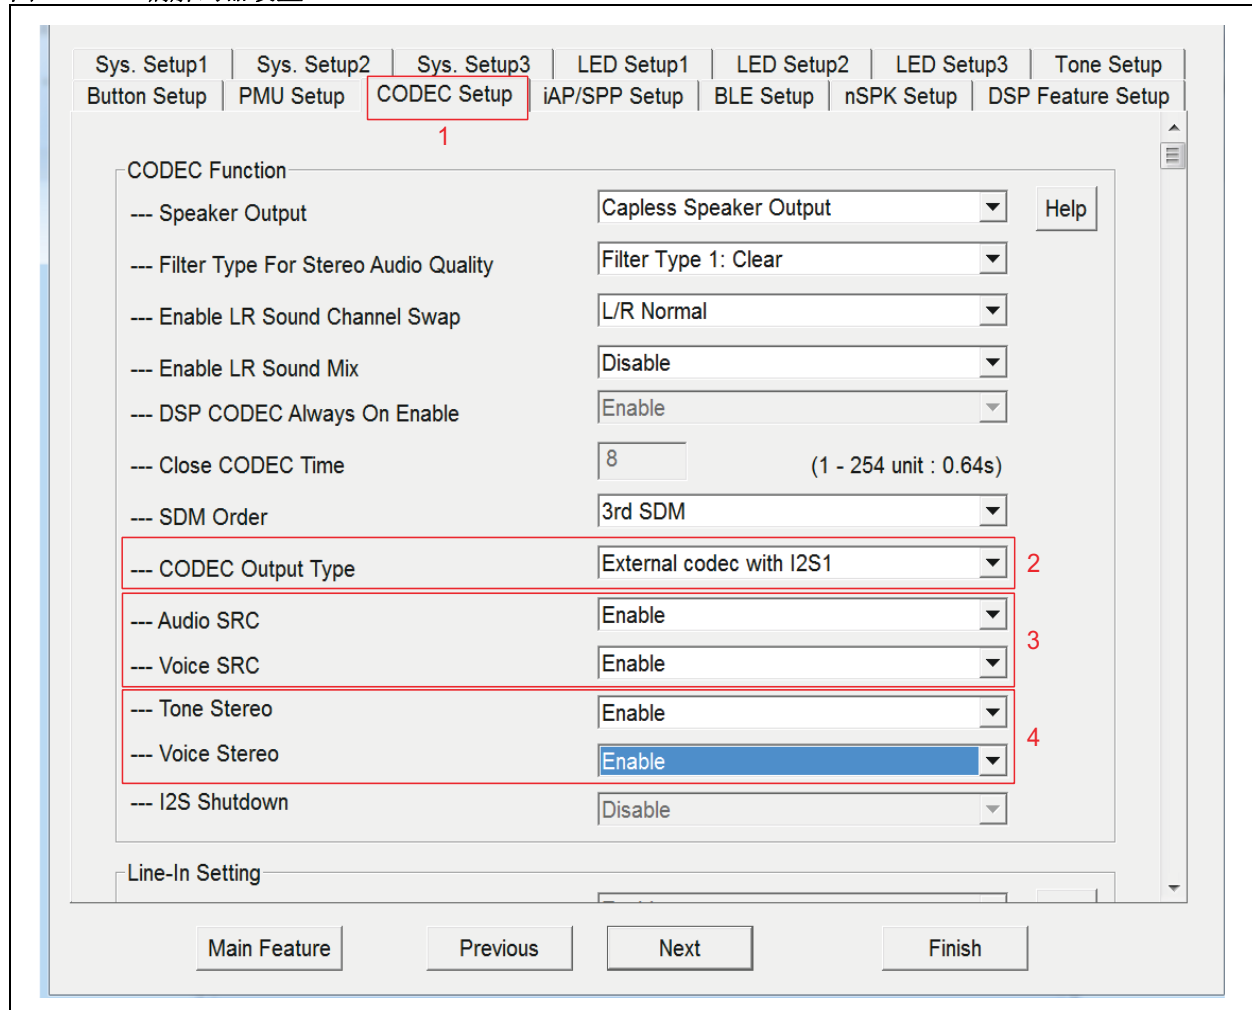 Sys. Setup1 Sys. Setup2 Sys. Setup3 LED Setup1 LED Setup2 LED Setup3 Tone Setup
Button Setup PMU Setup CODEC Setup iAP/SPP Setup BLE Setup nSPK Setup DSP Feature Setup
1
CODEC Function
--- Speaker Output Capless Speaker Output Help
--- Filter Type For Stereo Audio Quality Filter Type 1: Clear
--- Enable LR Sound Channel Swap L/R Normal
--- Enable LR Sound Mix Disable
--- DSP CODEC Always On Enable Enable
--- Close CODEC Time 8 (1 - 254 unit : 0.64s)
--- SDM Order 3rd SDM
--- CODEC Output Type External codec with I2S1 2
--- Audio SRC Enable
3
--- Voice SRC Enable
--- Tone Stereo Enable
4
--- Voice Stereo Enable
--- I2S Shutdown Disable
Line-In Setting
Main Feature Previous Next Finish